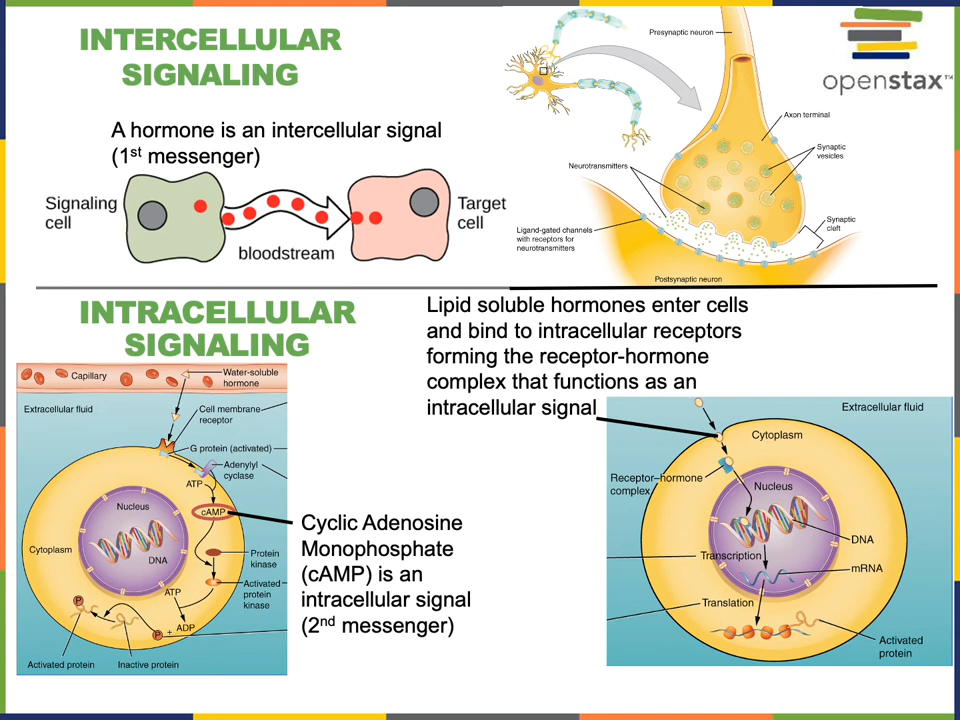 INTERCELLULAR
SIGNALING
A hormone is an intercellular signal
(1st messenger)
Signaling
cell
bloodstream
Target
cell
Presynaptic neuron
openstax™
Axon terminal
Synaptic
vesicles
Neurotransmitters
Synaptic
cleft
Ligand-gated channels
with receptors for
neurotransmitters
Postsynaptic neuron
INTRACELLULAR
SIGNALING
Lipid soluble hormones enter cells
and bind to intracellular receptors
forming the receptor-hormone
complex that functions as an
intracellular signal
Capillary
Water-soluble
hormone
Extracellular fluid
Cell membrane
receptor
G protein (activated)
Adenylyl
cyclase
ATP
cAMP
Nucleus
Cytoplasm
DNA
Protein
kinase
Activated
protein
kinase
ATP
ADP
P
P
+
Activated protein
Inactive protein
Cyclic Adenosine
Monophosphate
(cAMP) is an
intracellular signal
(2nd messenger)
Extracellular fluid
Cytoplasm
Receptor–hormone
complex
Nucleus
DNA
Transcription
mRNA
Translation
Activated
protein